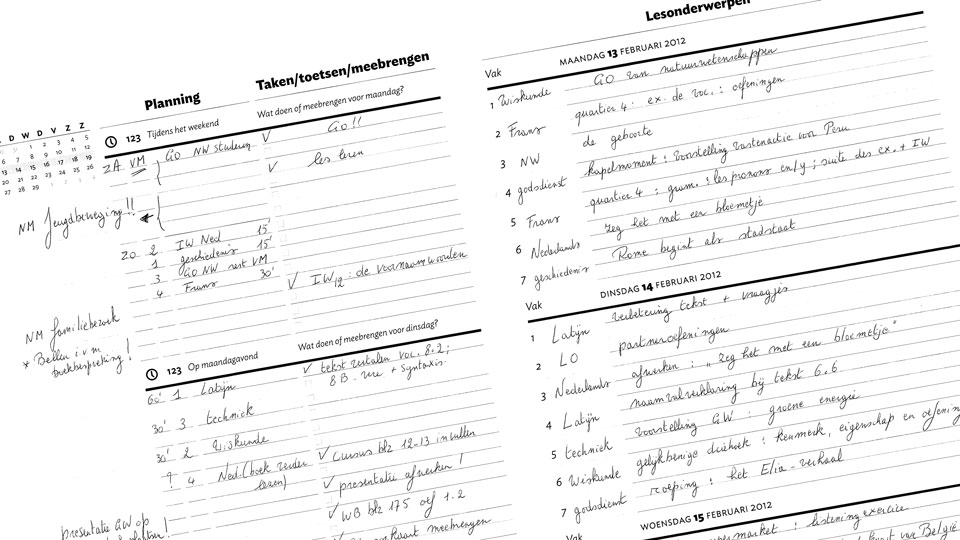 Planning
Taken/toetsen/meebrengen
D W D V Z Z
123 Tijdens het weekend
Wat doen of meebrengen voor maandag?
ZA VM GO NW studeren
✓ GO!!
✓ les leren
NM Jeugdbeweging!!
ZO 2 IW Ned 15'
1 geschiedenis 15'
3 GO NW rest VM
4 Frans 30'
✓ IW12 : de voornaamwoorden
NM familiebezoek
* Bellen i.v.m
boekbespreking!
123 Op maandagavond
Wat doen of meebrengen voor dinsdag?
60' 1 Latijn
✓ tekst vertalen voc. 8.2;
8B - + syntaxis
30' 3 techniek
30' 2 Wiskunde
✓ cursus blz 12-13 invullen
? 4 Ned. (boek verder
lezen)
✓ presentatie afwerken!
✓ WB blz 175 oef 1.2
meebrengen
presentatie GW op
Lesonderwerpen
Vak MAANDAG 13 FEBRUARI 2012
1 Wiskunde GO van natuurwetenschappen
2 Frans quartier 4 : ex. de voc. : oefeningen
3 NW de geboorte
4 godsdienst kapelmoment : voorstelling vastenactie voor Peru
5 Frans quartier 4 : gram. : les pronoms en/y ; suite des ex. + IW
6 Nederlands zeg het met een bloemetje
7 geschiedenis Rome begint als stadstaat
Vak DINSDAG 14 FEBRUARI 2012
1 Latijn verbetering tekst + vraagjes
2 LO partneroefeningen
3 Nederlands afwerken : „ zeg het met een bloemetje"
4 Latijn naamvalverklaring bij tekst 6.6
5 techniek voorstelling GW : groene energie
6 Wiskunde gelijkbenige driehoek : kenmerk, eigenschap en oefening
7 godsdienst roeping : het Elia-verhaal
Vak WOENSDAG 15 FEBRUARI 2012
market : listening exercise
van België